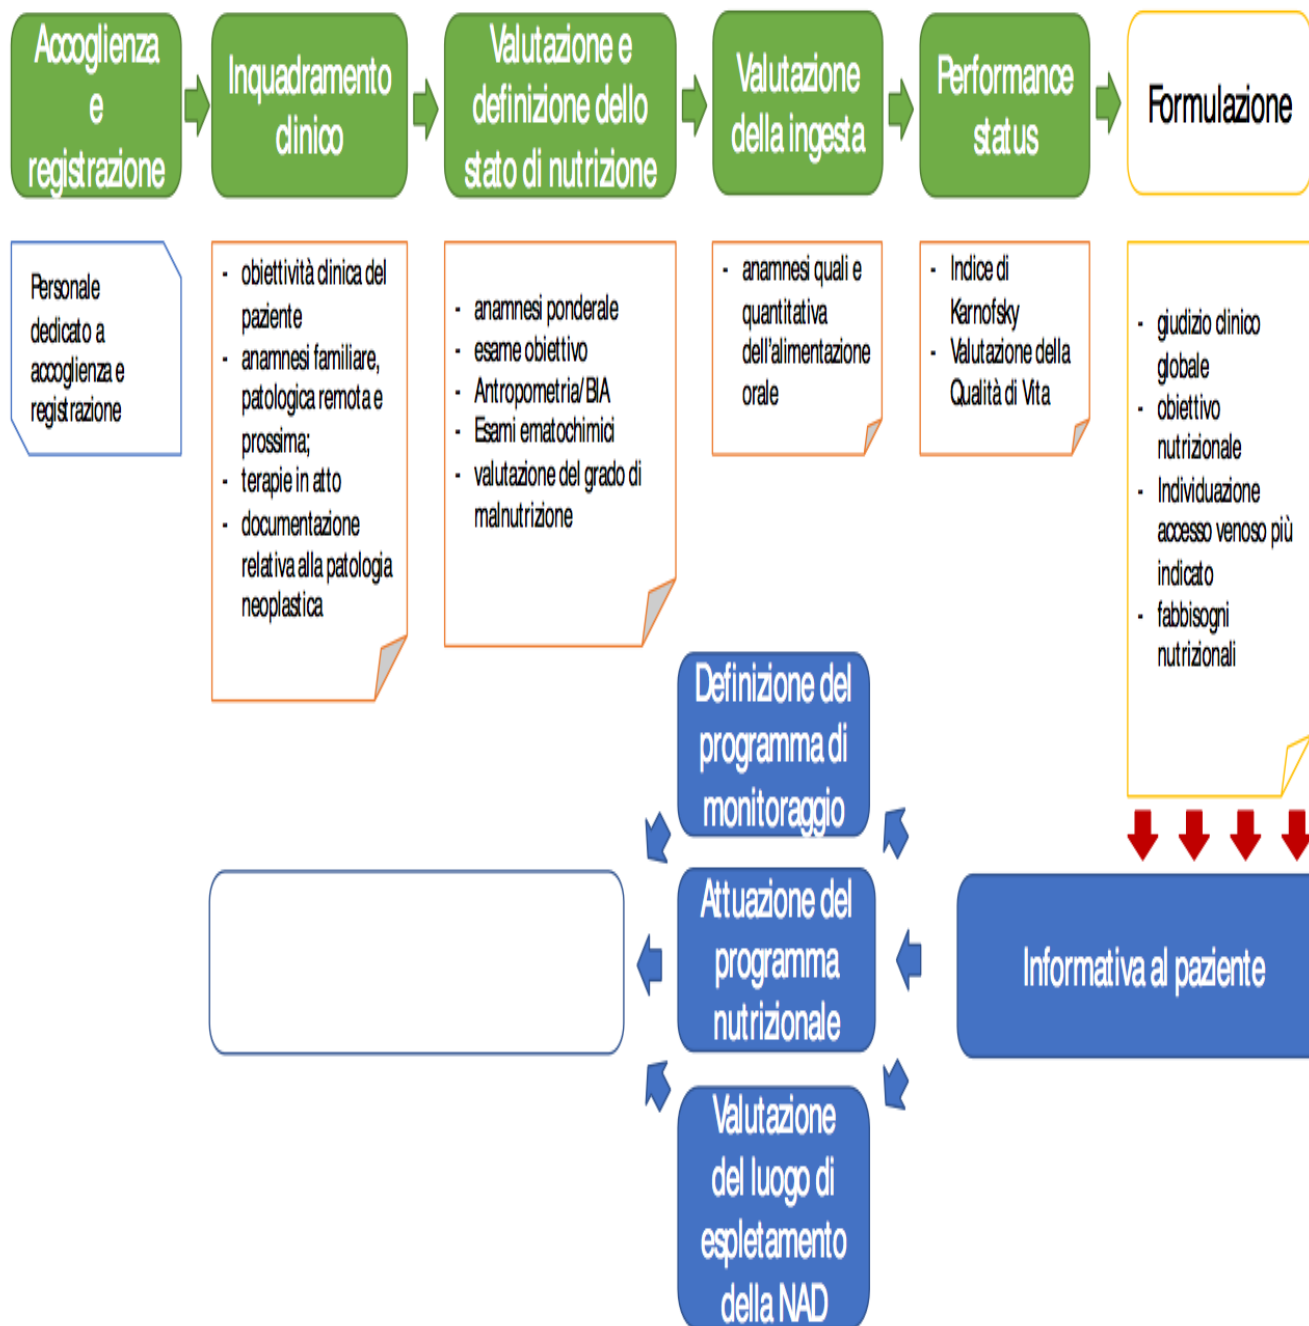 Accoglienza
e
registrazione
Inquadramento
clinico
Valutazione e
definizione dello
stato di nutrizione
Valutazione
della ingesta
Performance
status
Formulazione
Personale
dedicato a
accoglienza e
registrazione
- obiettività clinica del
paziente
- anamnesi familiare,
patologica remota e
prossima;
- terapie in atto
- documentazione
relativa alla patologia
neoplastica
- anamnesi ponderale
- esame obiettivo
- Antropometria/BIA
- Esami ematochimici
- valutazione del grado di
malnutrizione
- anamnesi quali e
quantitativa
dell'alimentazione
orale
- Indice di
Karnofsky
- Valutazione della
Qualità di Vita
- giudizio clinico
globale
- obiettivo
nutrizionale
- Individuazione
accesso venoso più
indicato
- fabbisogni
nutrizionali
Definizione del
programma di
monitoraggio
Attuazione del
programma
nutrizionale
Informativa al paziente
Valutazione
del luogo di
espletamento
della NAD